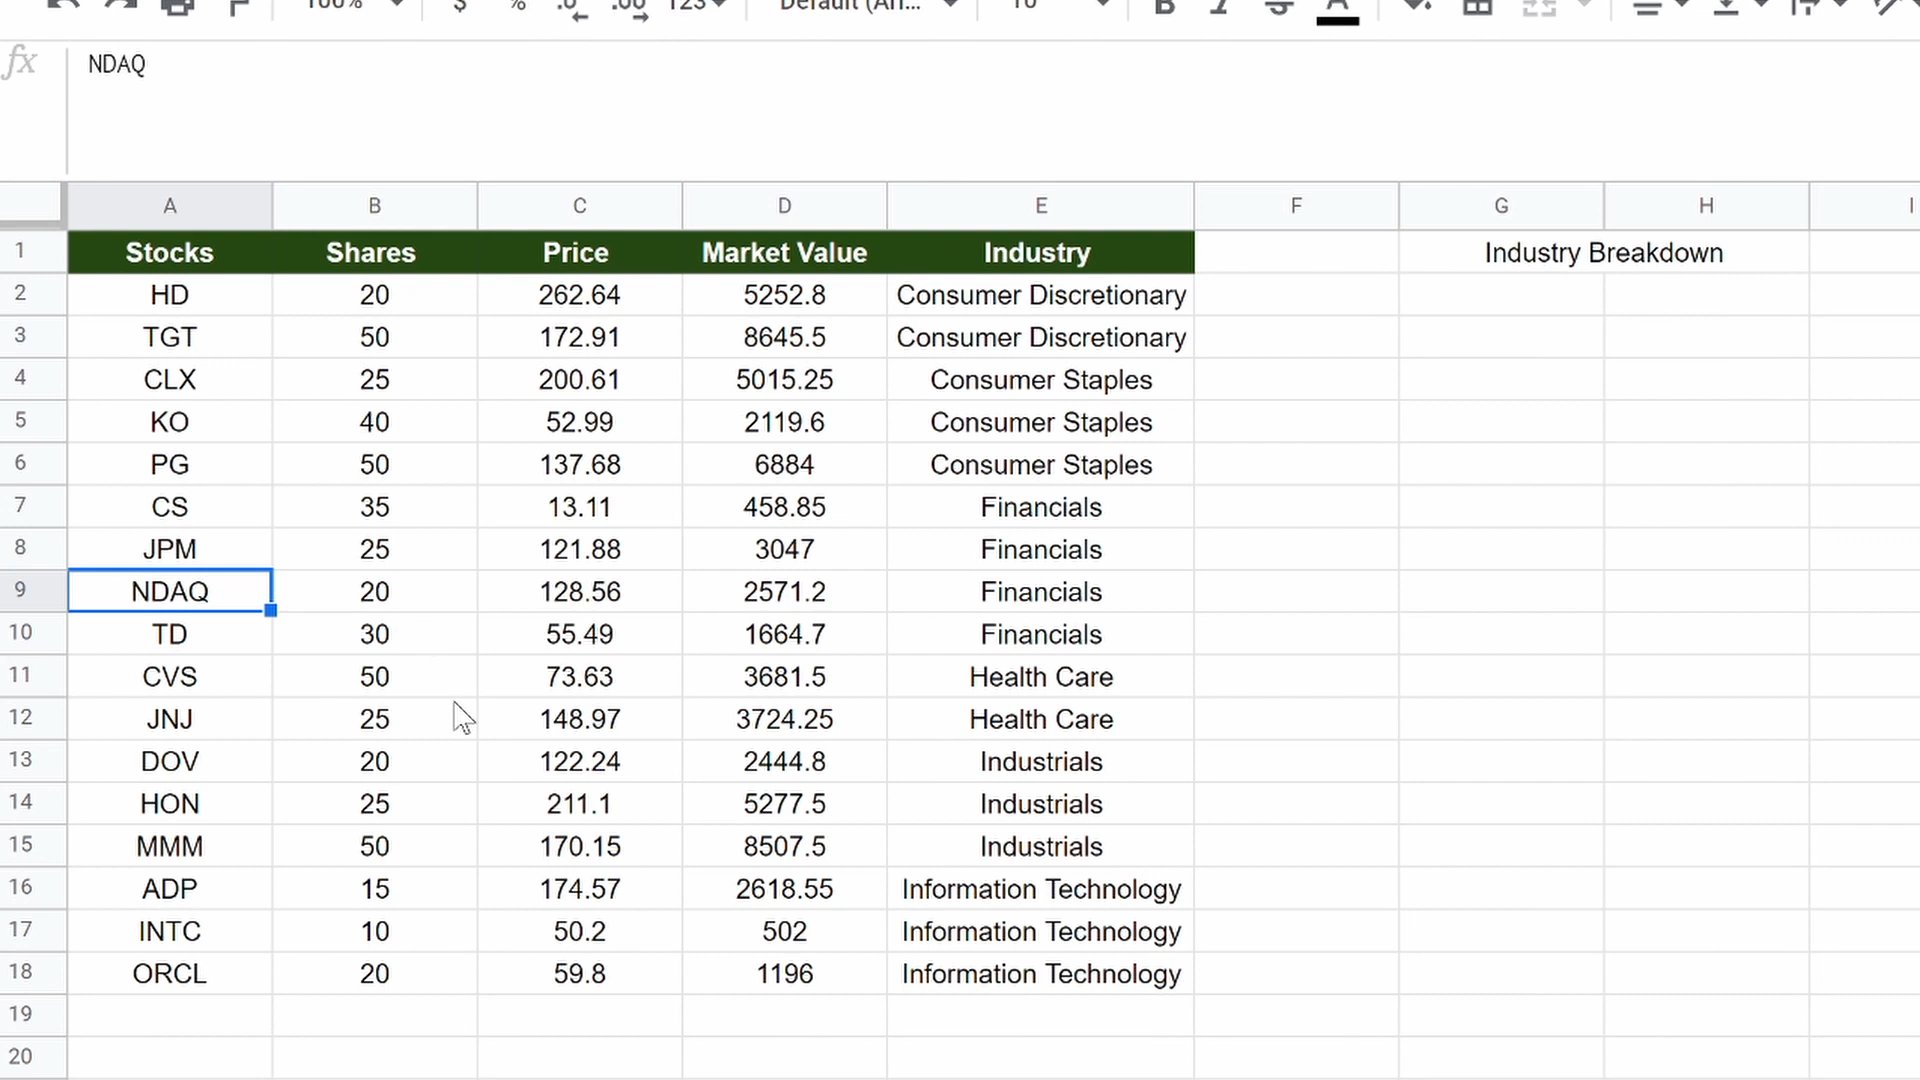 100% $ % .0 .00 123 Default (Ari... 10 B I S A
fx NDAQ
A B C D E F G H I
1 Stocks Shares Price Market Value Industry Industry Breakdown
2 HD 20 262.64 5252.8 Consumer Discretionary
3 TGT 50 172.91 8645.5 Consumer Discretionary
4 CLX 25 200.61 5015.25 Consumer Staples
5 KO 40 52.99 2119.6 Consumer Staples
6 PG 50 137.68 6884 Consumer Staples
7 CS 35 13.11 458.85 Financials
8 JPM 25 121.88 3047 Financials
9 NDAQ 20 128.56 2571.2 Financials
10 TD 30 55.49 1664.7 Financials
11 CVS 50 73.63 3681.5 Health Care
12 JNJ 25 148.97 3724.25 Health Care
13 DOV 20 122.24 2444.8 Industrials
14 HON 25 211.1 5277.5 Industrials
15 MMM 50 170.15 8507.5 Industrials
16 ADP 15 174.57 2618.55 Information Technology
17 INTC 10 50.2 502 Information Technology
18 ORCL 20 59.8 1196 Information Technology
19
20